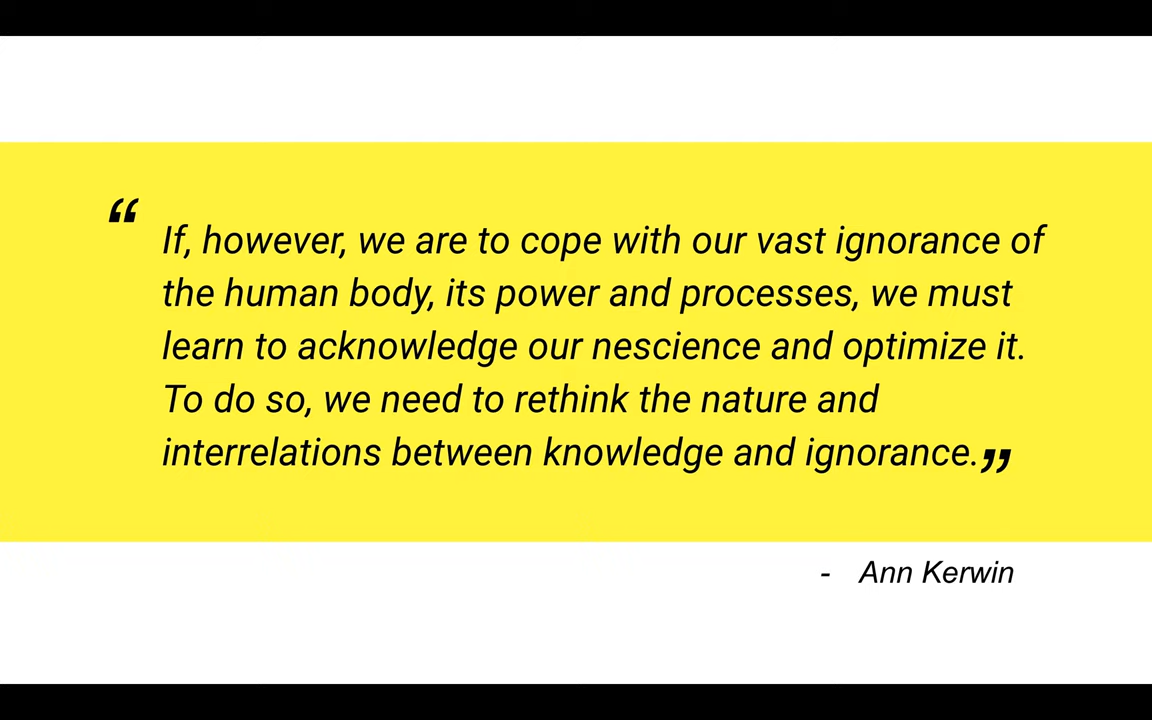 “If, however, we are to cope with our vast ignorance of
the human body, its power and processes, we must
learn to acknowledge our nescience and optimize it.
To do so, we need to rethink the nature and
interrelations between knowledge and ignorance.”
- Ann Kerwin